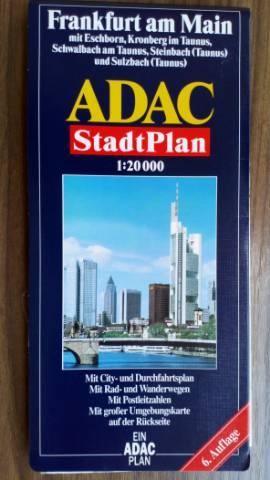 Frankfurt am Main
mit Eschborn, Kronberg im Taunus,
Schwalbach am Taunus, Steinbach (Taunus)
und Sulzbach (Taunus)
ADAC
StadtPlan
1:20 000
Mit City- und Durchfahrtsplan
Mit Rad- und Wanderwegen
Mit Postleitzahlen
Mit großer Umgebungskarte
auf der Rückseite
6. Auflage
EIN
ADAC
PLAN